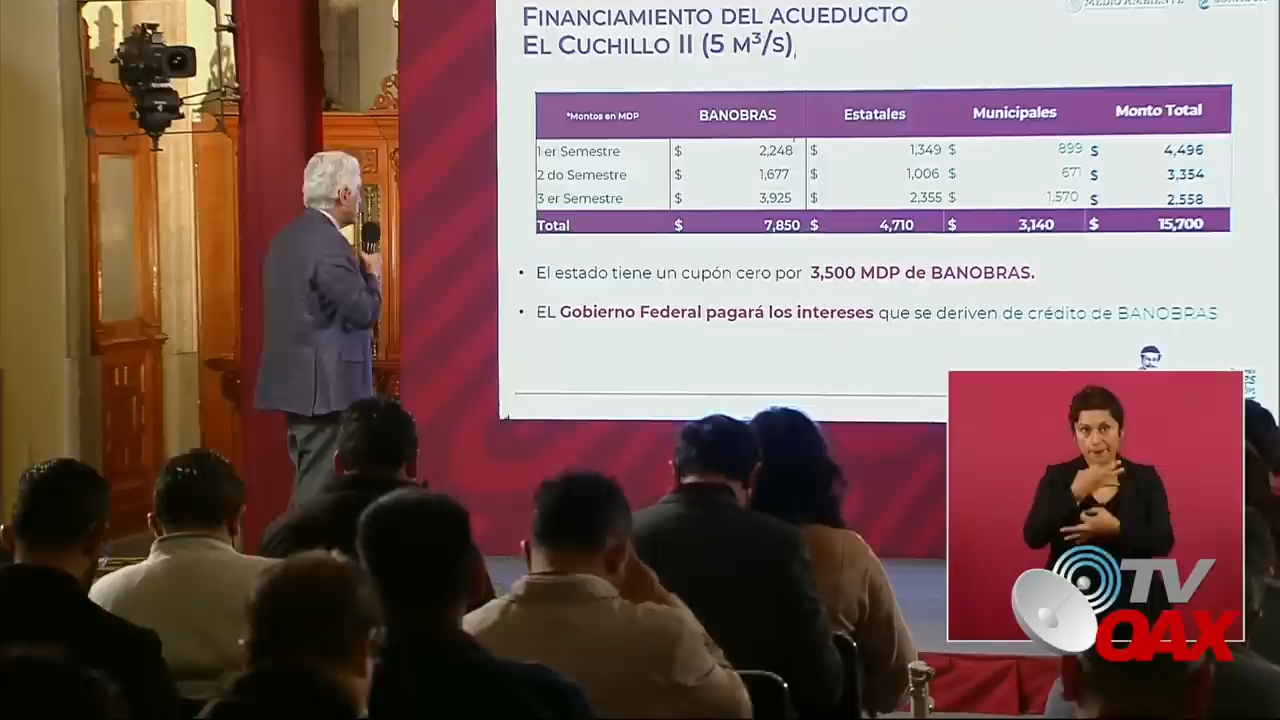 MEDIO AMBIENTE
FINANCIAMIENTO DEL ACUEDUCTO
EL CUCHILLO II (5 M³/S),
*Montos en MDP BANOBRAS Estatales Municipales Monto Total
1 er Semestre $ 2,248 $ 1,349 $ 899 $ 4,496
2 do Semestre $ 1,677 $ 1,006 $ 671 $ 3,354
3 er Semestre $ 3,925 $ 2,355 $ 1,570 $ 2.558
Total $ 7,850 $ 4,710 $ 3,140 $ 15,700
• El estado tiene un cupón cero por 3,500 MDP de BANOBRAS.
• EL Gobierno Federal pagará los intereses que se deriven de crédito de BANOBRAS
TV
OAX